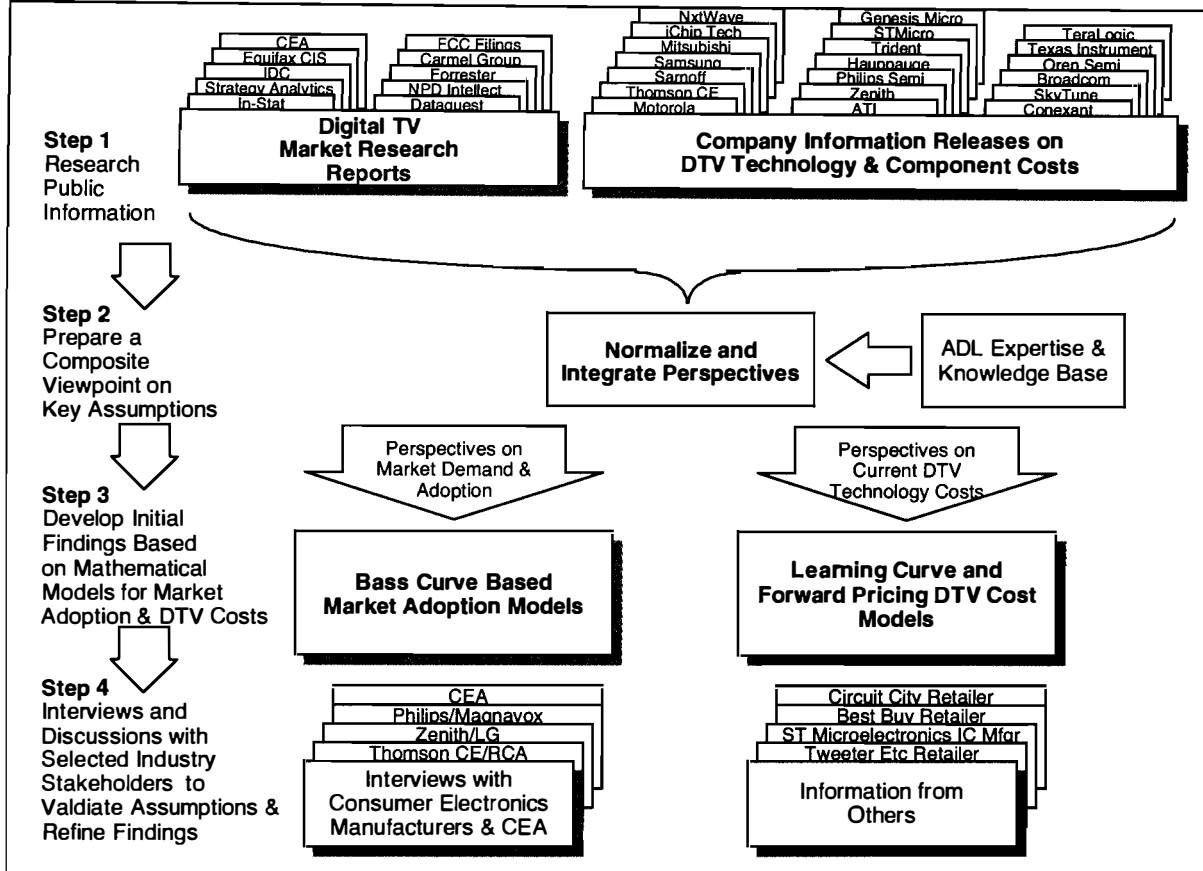 CEA
Equifax CIS
IDC
Strategy Analytics
In-Stat
FCC Filings
Carmel Group
Forrester
NPD Intellect
Dataquest
Digital TV
Market Research
Reports
NxtWave
iChip Tech
Mitsubishi
Samsung
Sarnoff
Thomson CE
Motorola
Genesis Micro
STMicro
Trident
Hauppauge
Philips Semi
Zenith
ATI
TeraLogic
Texas Instrument
Oren Semi
Broadcom
SkyTune
Conexant
Company Information Releases on
DTV Technology & Component Costs
Step 1
Research
Public
Information
Step 2
Prepare a
Composite
Viewpoint on
Key Assumptions
Normalize and
Integrate Perspectives
ADL Expertise &
Knowledge Base
Perspectives on
Market Demand &
Adoption
Perspectives on
Current DTV
Technology Costs
Step 3
Develop Initial
Findings Based
on Mathematical
Models for Market
Adoption & DTV Costs
Bass Curve Based
Market Adoption Models
Learning Curve and
Forward Pricing DTV Cost
Models
Step 4
Interviews and
Discussions with
Selected Industry
Stakeholders to
Valdiate Assumptions &
Refine Findings
CEA
Philips/Magnavox
Zenith/LG
Thomson CE/RCA
Interviews with
Consumer Electronics
Manufacturers & CEA
Circuit City Retailer
Best Buy Retailer
ST Microelectronics IC Mfgr
Tweeter Etc Retailer
Information from
Others